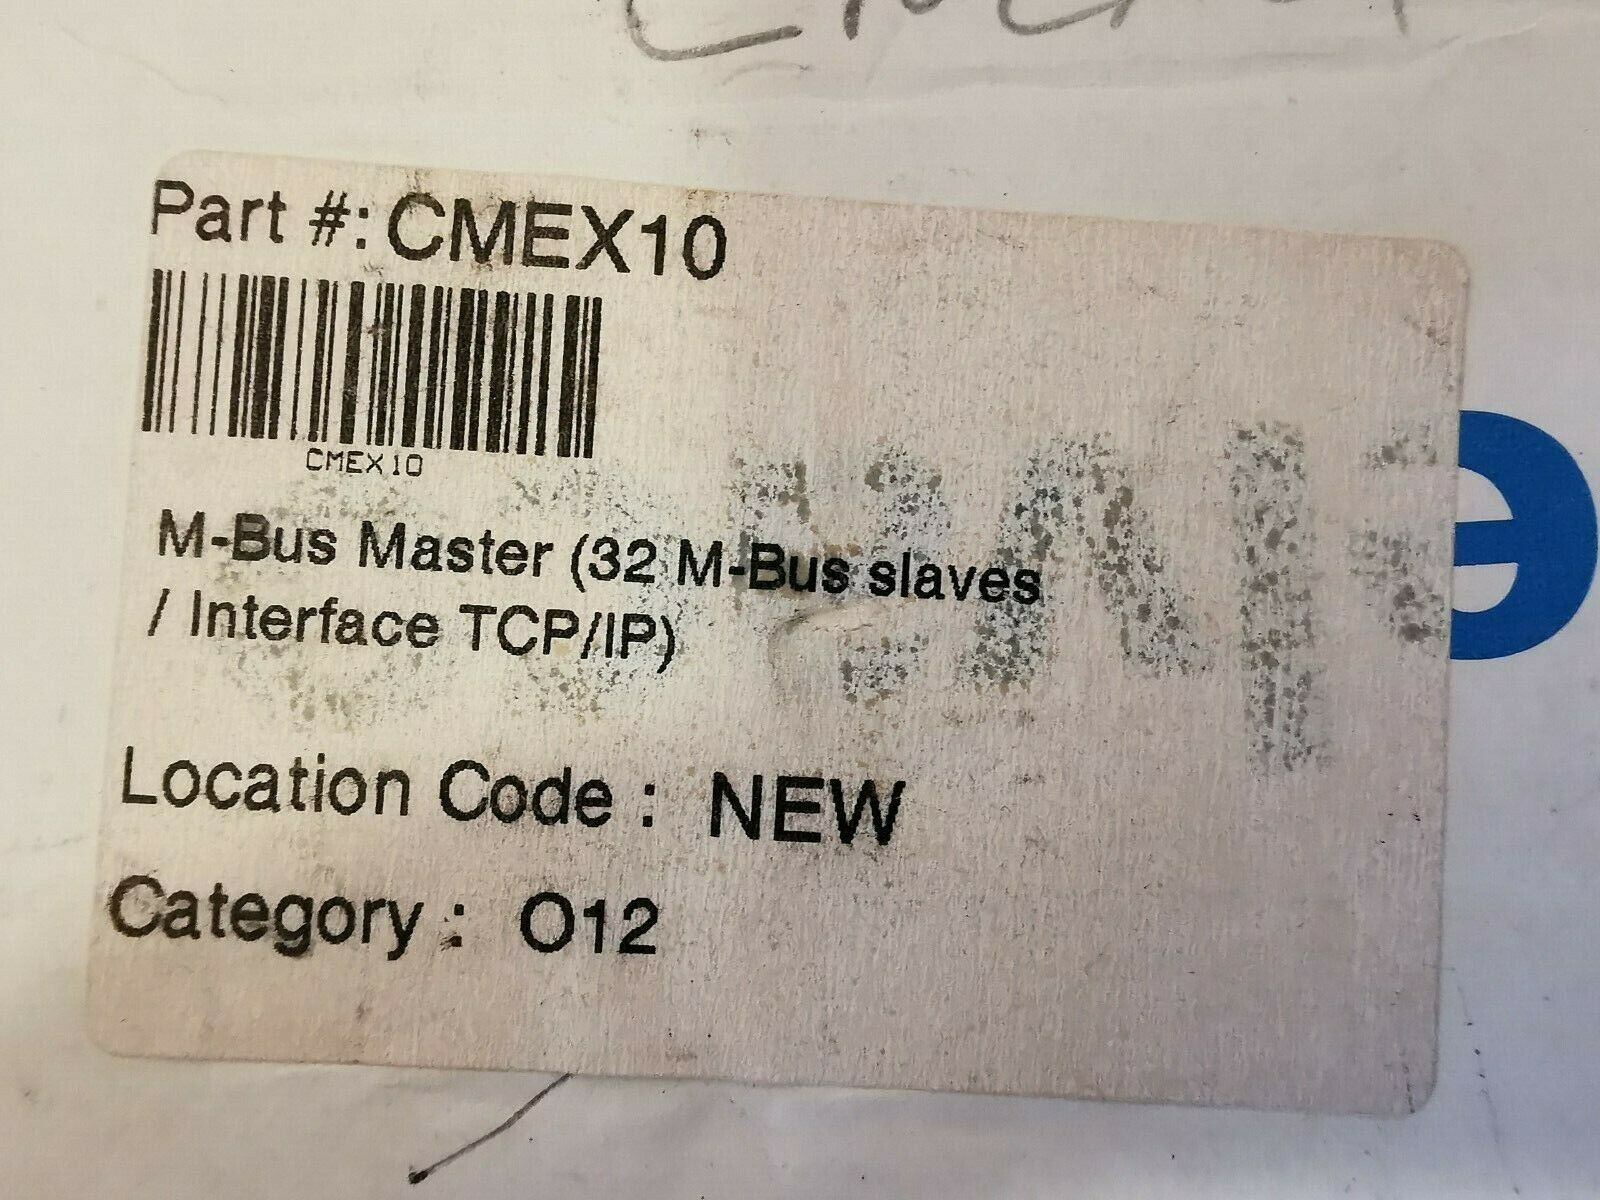 Part #: CMEX10
CMEX10
M-Bus Master (32 M-Bus slaves
/ Interface TCP/IP)
Location Code : NEW
Category : O12
e